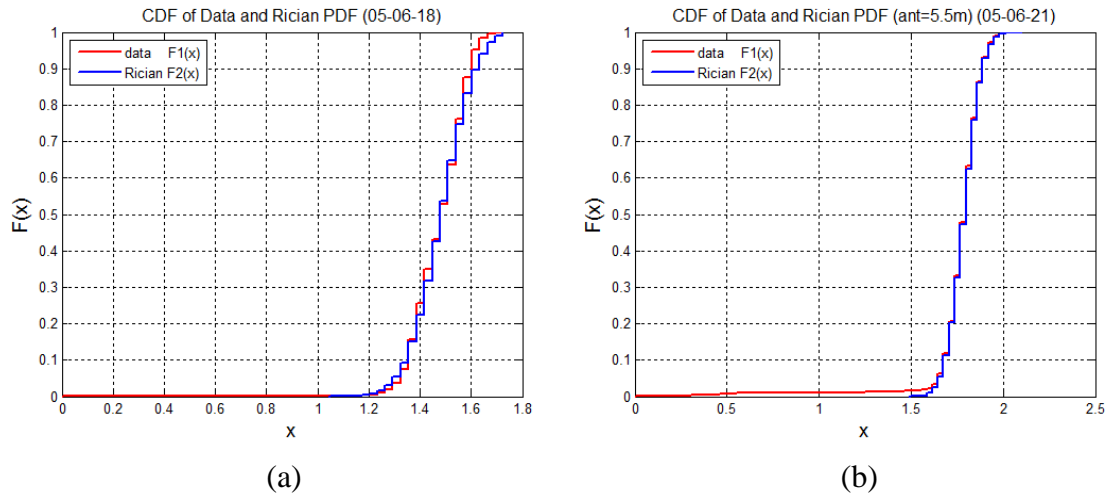 CDF of Data and Rician PDF (05-06-18)
data F1(x)
Rician F2(x)
F(x)
1
0.9
0.8
0.7
0.6
0.5
0.4
0.3
0.2
0.1
0
0 0.2 0.4 0.6 0.8 1 1.2 1.4 1.6 1.8
x
(a)
CDF of Data and Rician PDF (ant=5.5m) (05-06-21)
data F1(x)
Rician F2(x)
F(x)
1
0.9
0.8
0.7
0.6
0.5
0.4
0.3
0.2
0.1
0
0 0.5 1 1.5 2 2.5
x
(b)